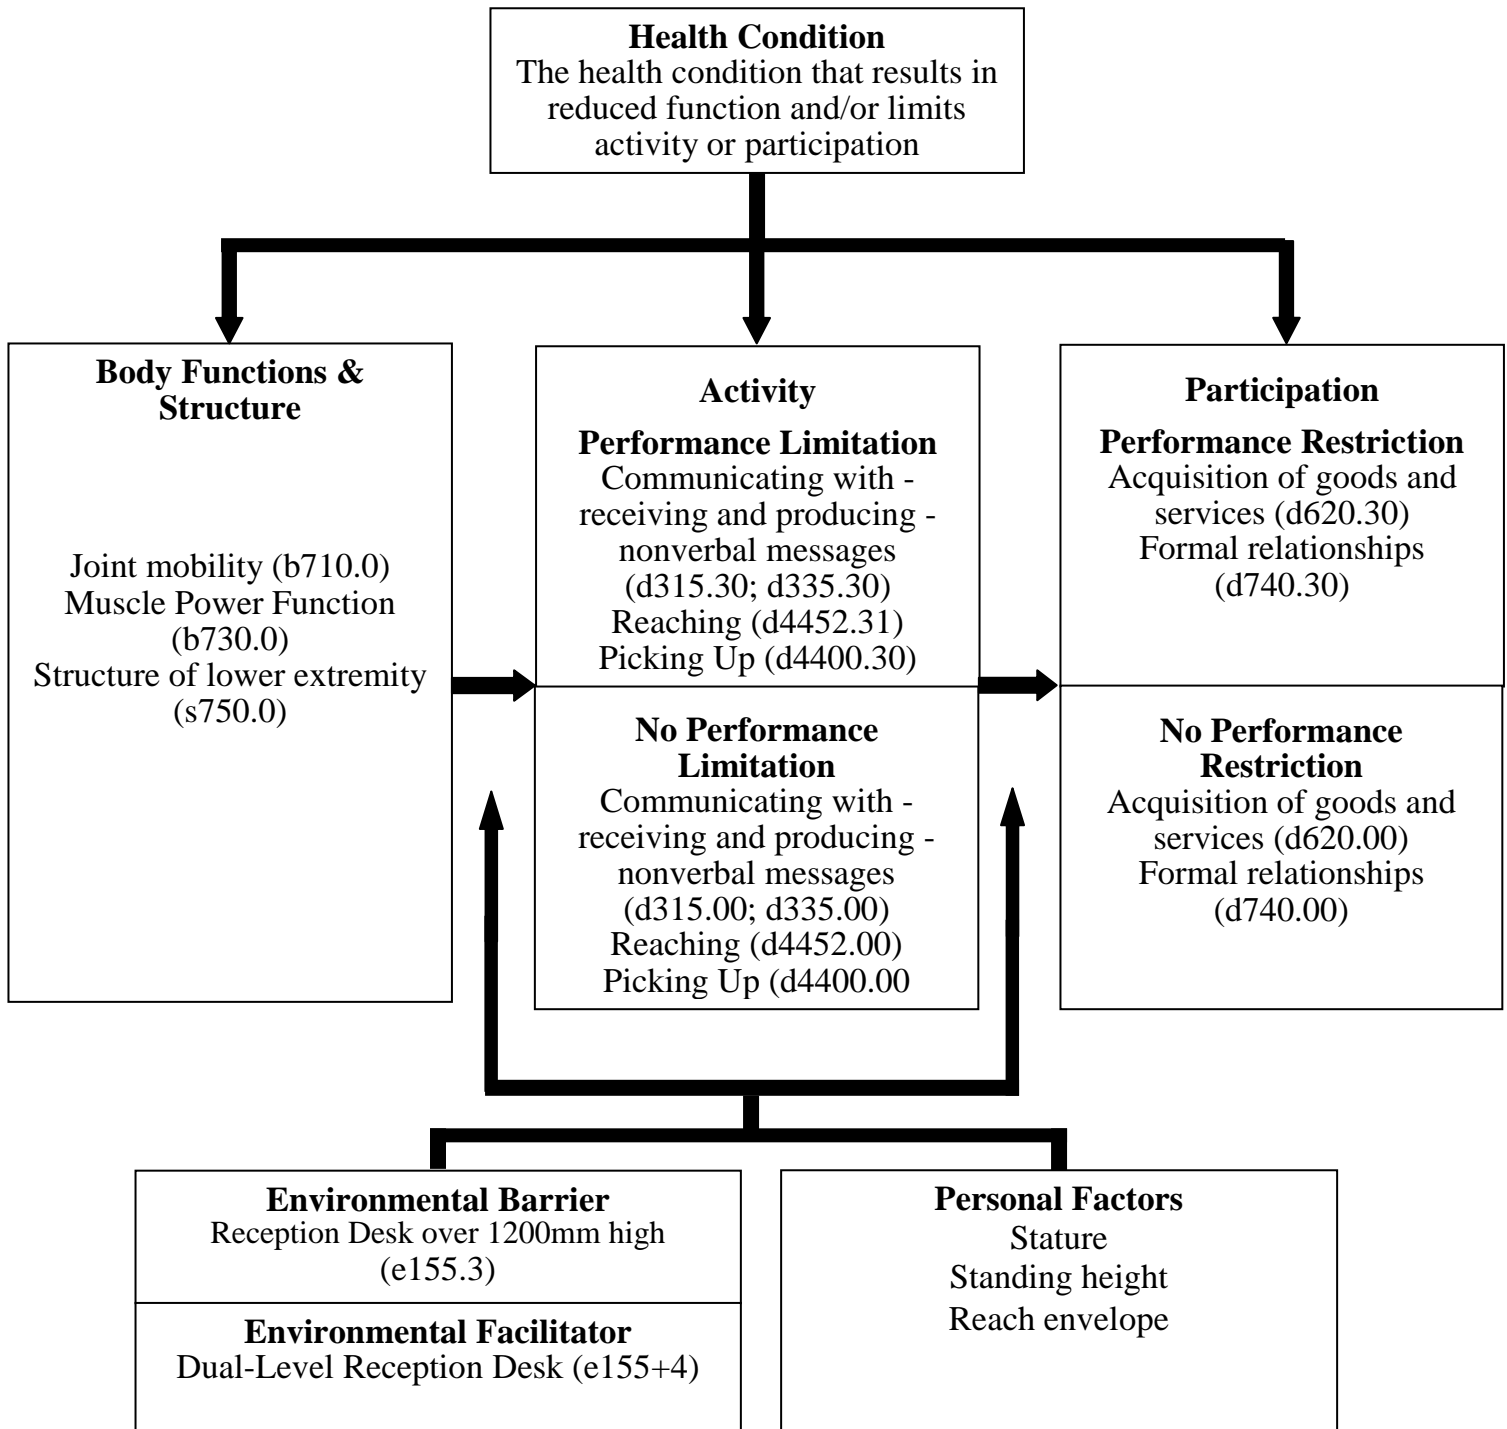 Health Condition
The health condition that results in
reduced function and/or limits
activity or participation
Body Functions &
Structure
Joint mobility (b710.0)
Muscle Power Function
(b730.0)
Structure of lower extremity
(s750.0)
Activity
Performance Limitation
Communicating with -
receiving and producing -
nonverbal messages
(d315.30; d335.30)
Reaching (d4452.31)
Picking Up (d4400.30)
No Performance
Limitation
Communicating with -
receiving and producing -
nonverbal messages
(d315.00; d335.00)
Reaching (d4452.00)
Picking Up (d4400.00
Participation
Performance Restriction
Acquisition of goods and
services (d620.30)
Formal relationships
(d740.30)
No Performance
Restriction
Acquisition of goods and
services (d620.00)
Formal relationships
(d740.00)
Environmental Barrier
Reception Desk over 1200mm high
(e155.3)
Environmental Facilitator
Dual-Level Reception Desk (e155+4)
Personal Factors
Stature
Standing height
Reach envelope